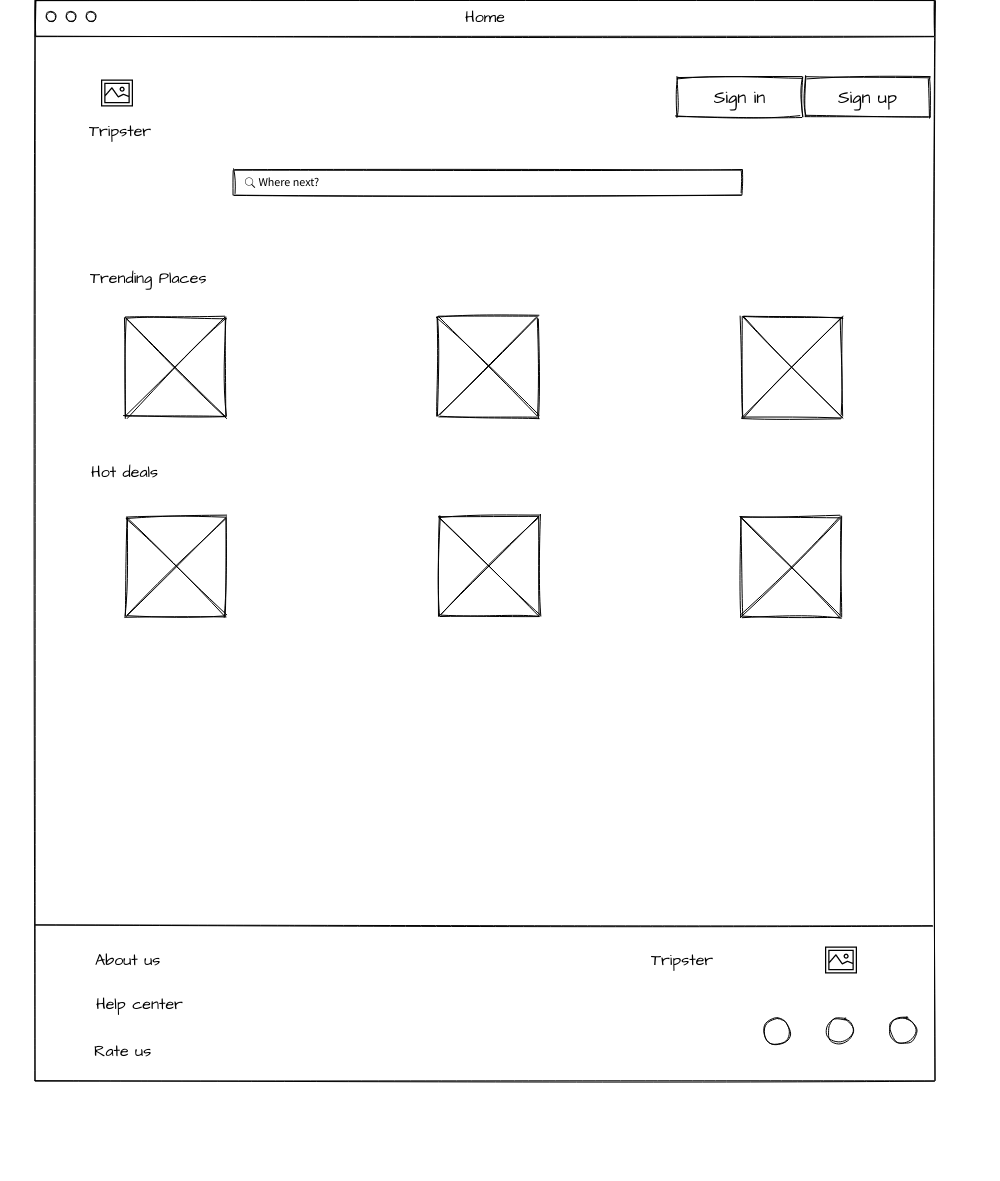 Home
Sign in
Sign up
Tripster
Where next?
Trending Places
Hot deals
About us
Tripster
Help center
Rate us